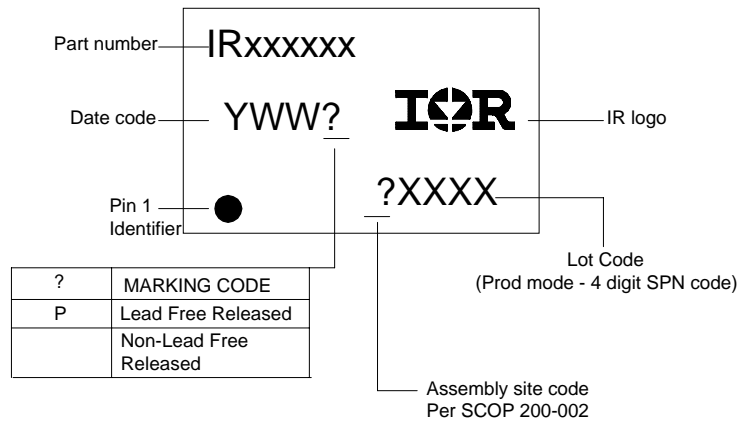 Part number
IRxxxxxx
Date code
YWW?
IOR
IR logo
?XXXX
Pin 1
Identifier
Lot Code
(Prod mode - 4 digit SPN code)
? MARKING CODE
P Lead Free Released
Non-Lead Free
Released
Assembly site code
Per SCOP 200-002